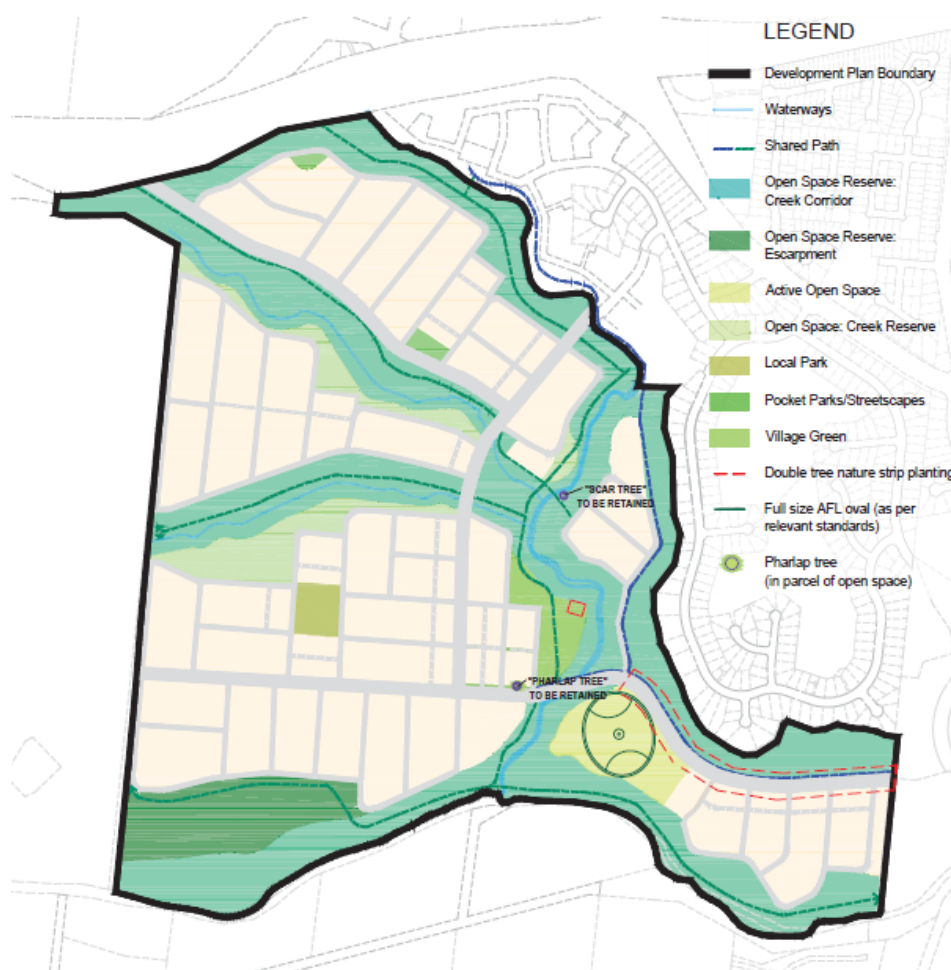 LEGEND
Development Plan Boundary
Waterways
Shared Path
Open Space Reserve:
Creek Corridor
Open Space Reserve:
Escarpment
Active Open Space
Open Space: Creek Reserve
Local Park
Pocket Parks/Streetscapes
Village Green
Double tree nature strip planting
Full size AFL oval (as per
relevant standards)
Pharlap tree
(in parcel of open space)
"SCAR TREE"
TO BE RETAINED
"PHARLAP TREE"
TO BE RETAINED